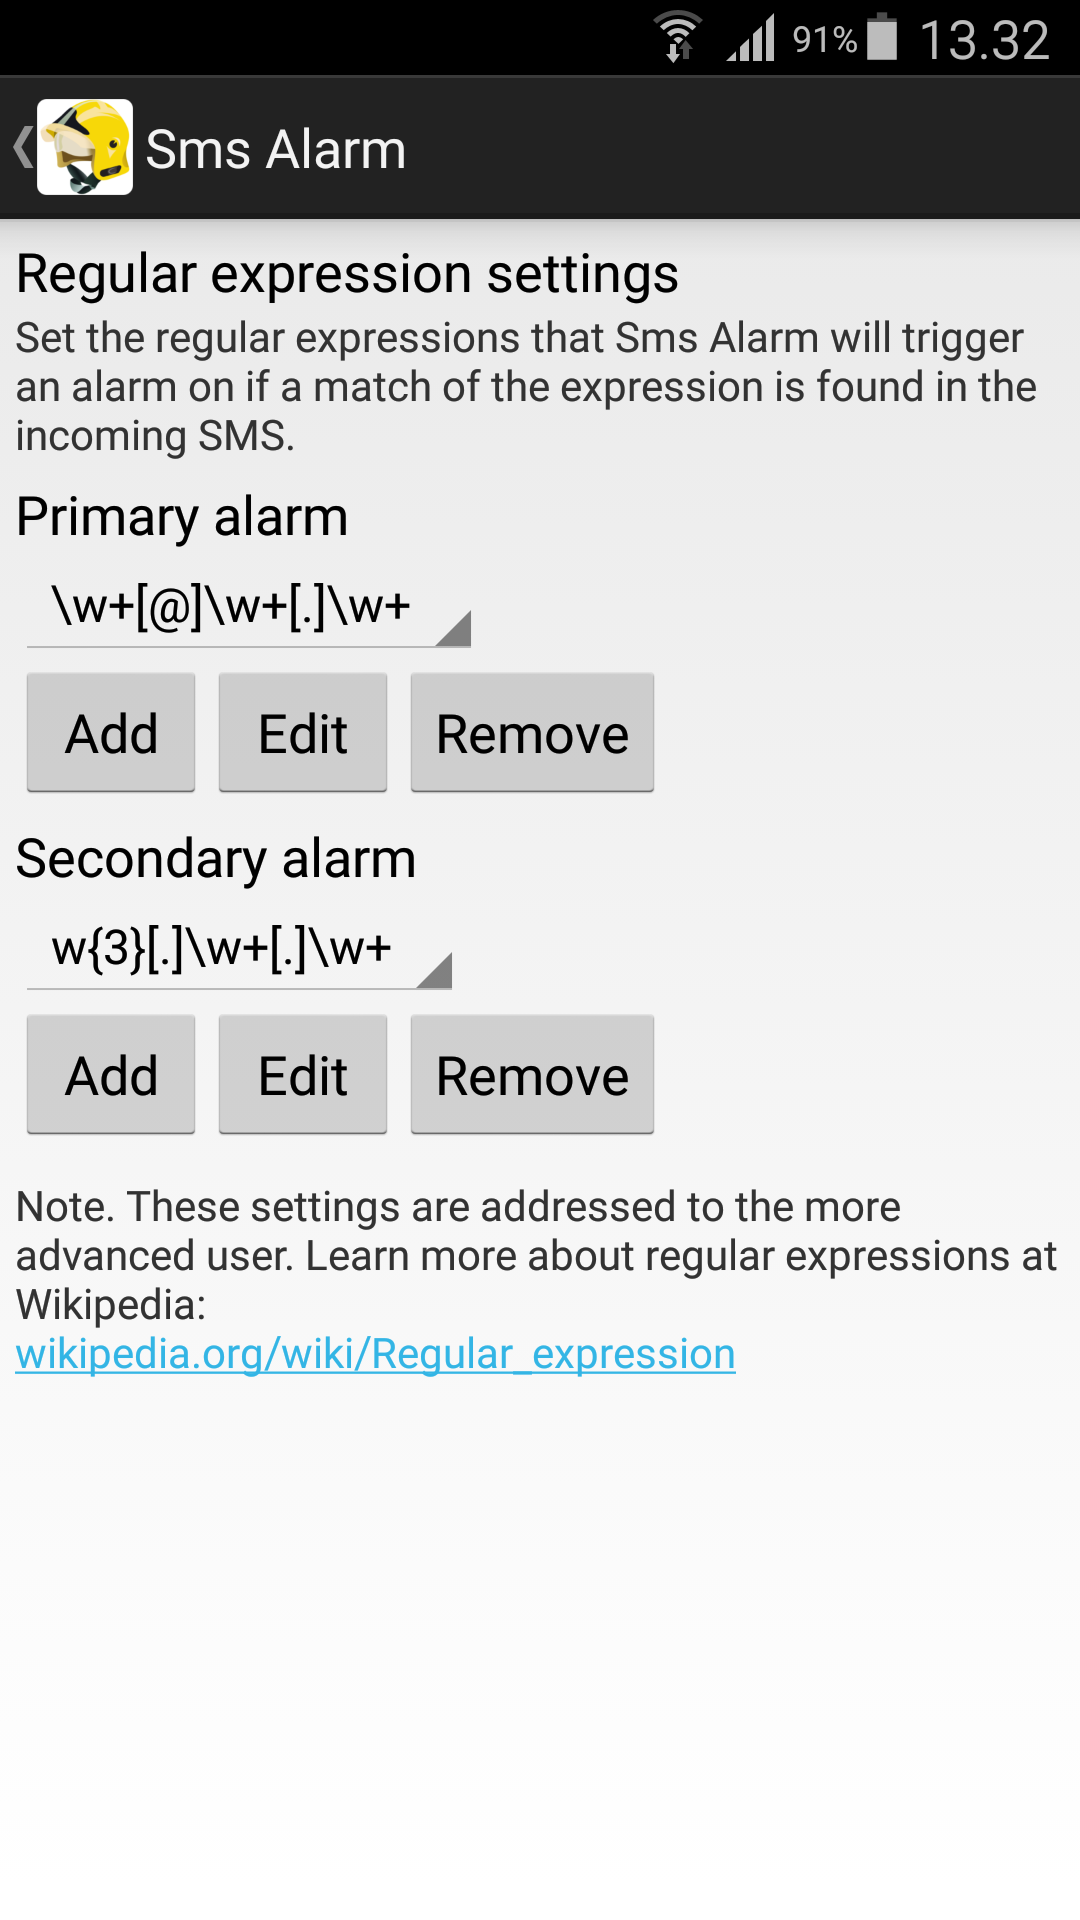 91% 13.32
Sms Alarm
Regular expression settings
Set the regular expressions that Sms Alarm will trigger
an alarm on if a match of the expression is found in the
incoming SMS.
Primary alarm
\w+[@]\w+[.]\w+
Add Edit Remove
Secondary alarm
w{3}[.]\w+[.]\w+
Add Edit Remove
Note. These settings are addressed to the more
advanced user. Learn more about regular expressions at
Wikipedia:
wikipedia.org/wiki/Regular_expression